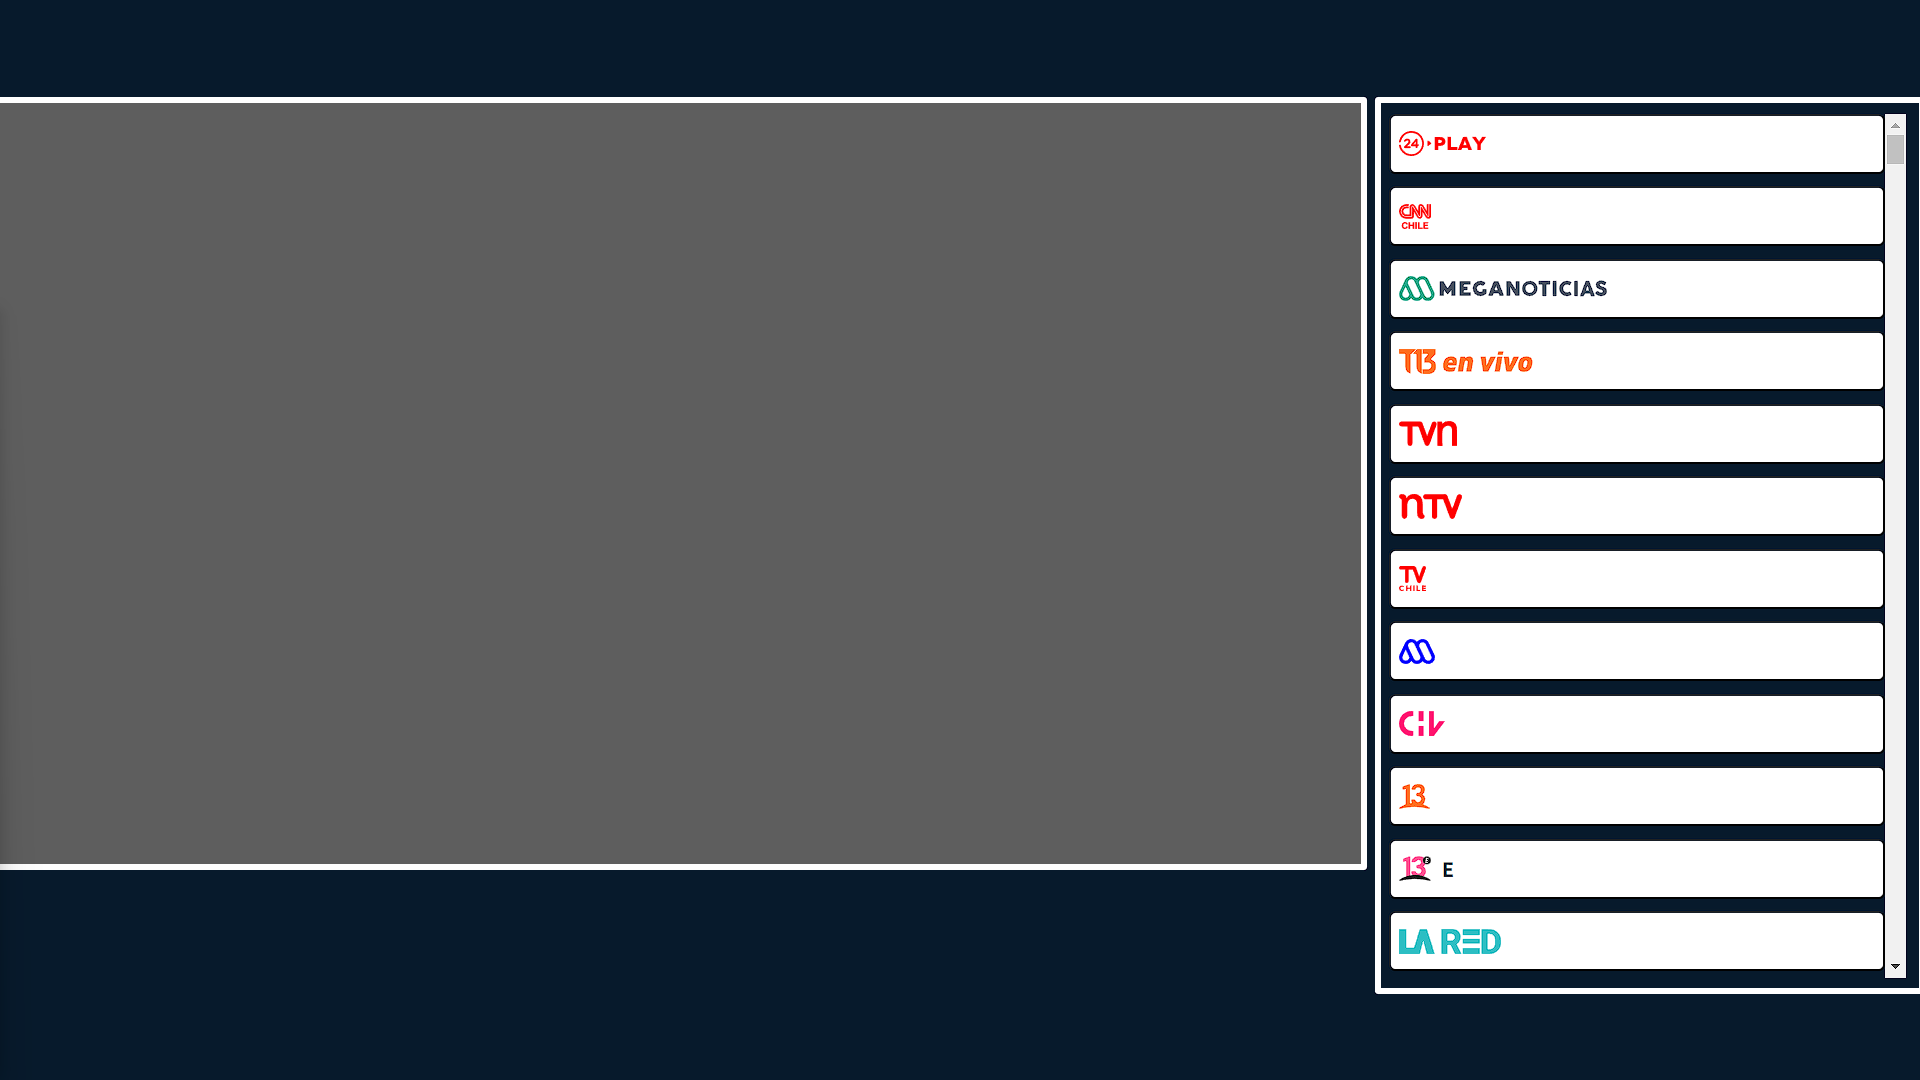 24 PLAY
CNN
CHILE
MEGANOTICIAS
T13 en vivo
TVN
NTV
TV
CHILE
CHV
13
13 E
LA RED